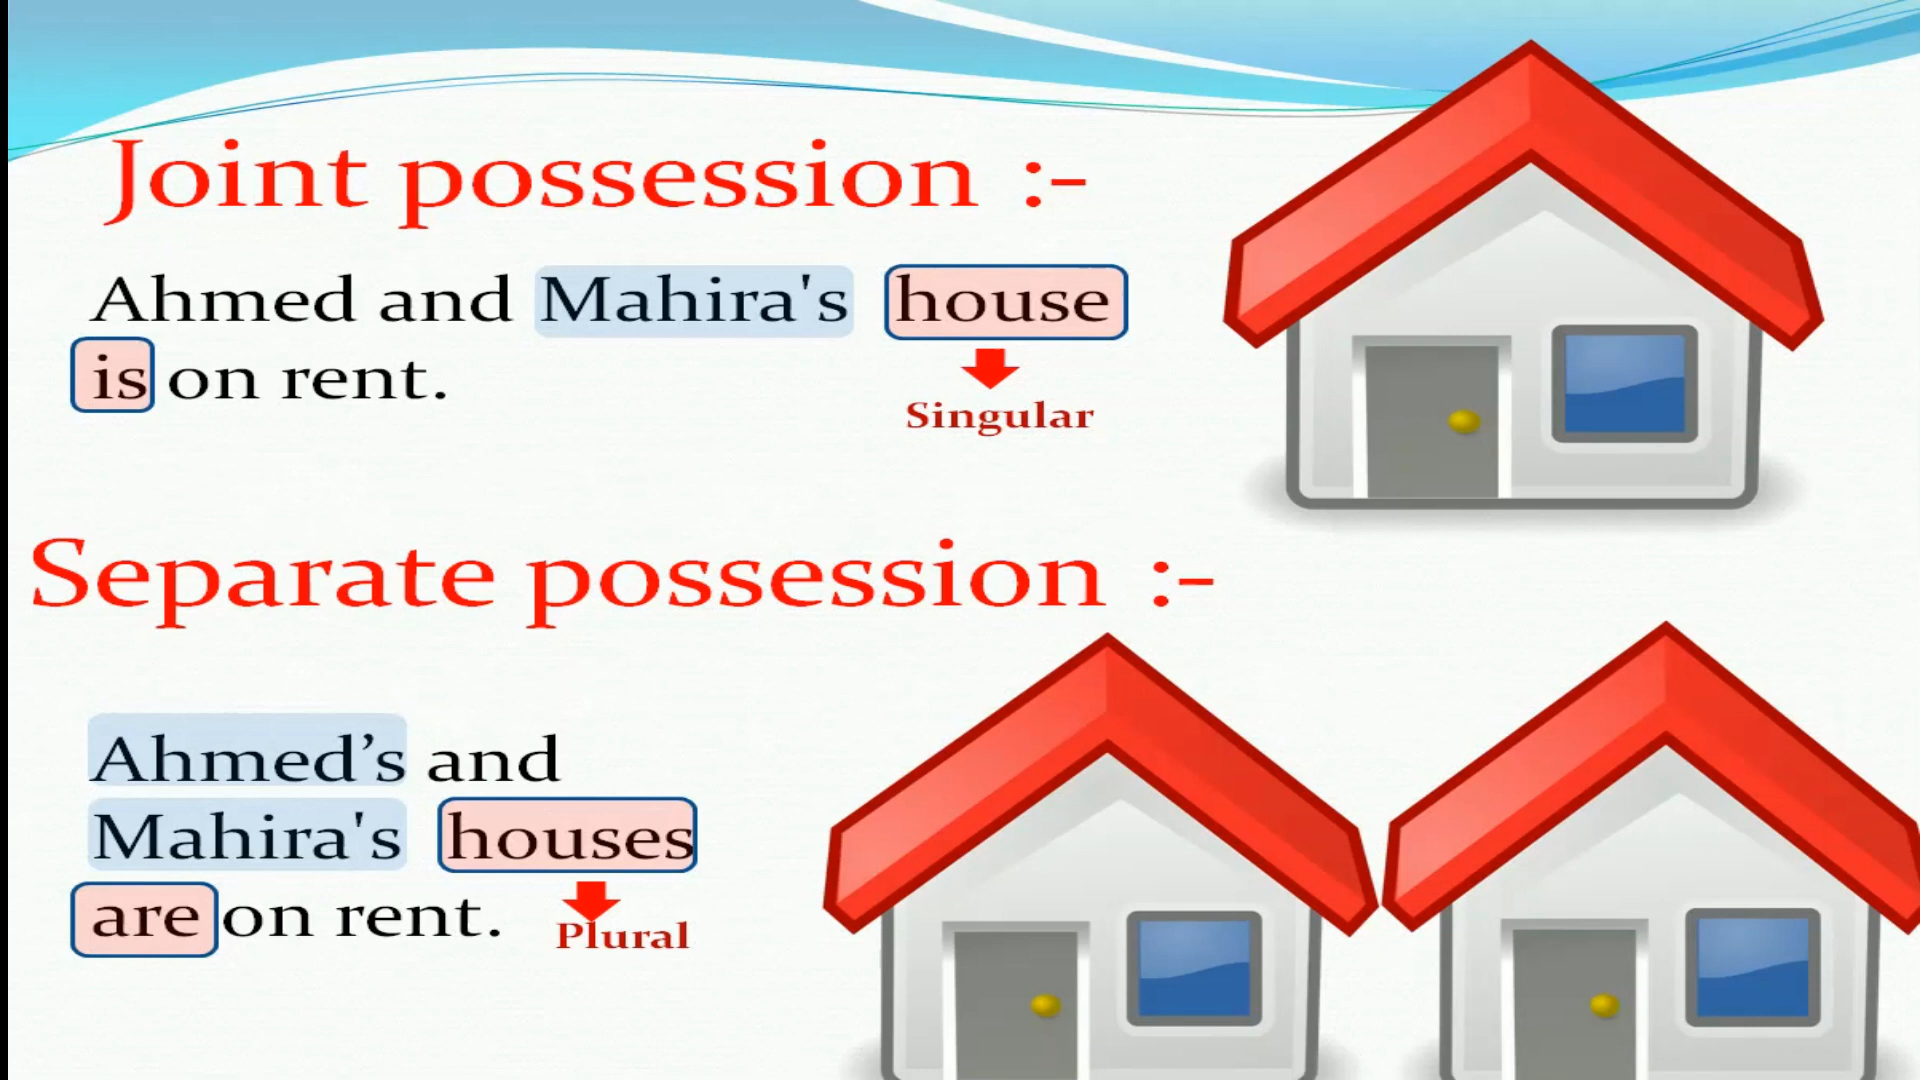 Joint possession :-
Ahmed and Mahira's house
is on rent.
Singular
Separate possession :-
Ahmed’s and
Mahira's houses
are on rent.
Plural